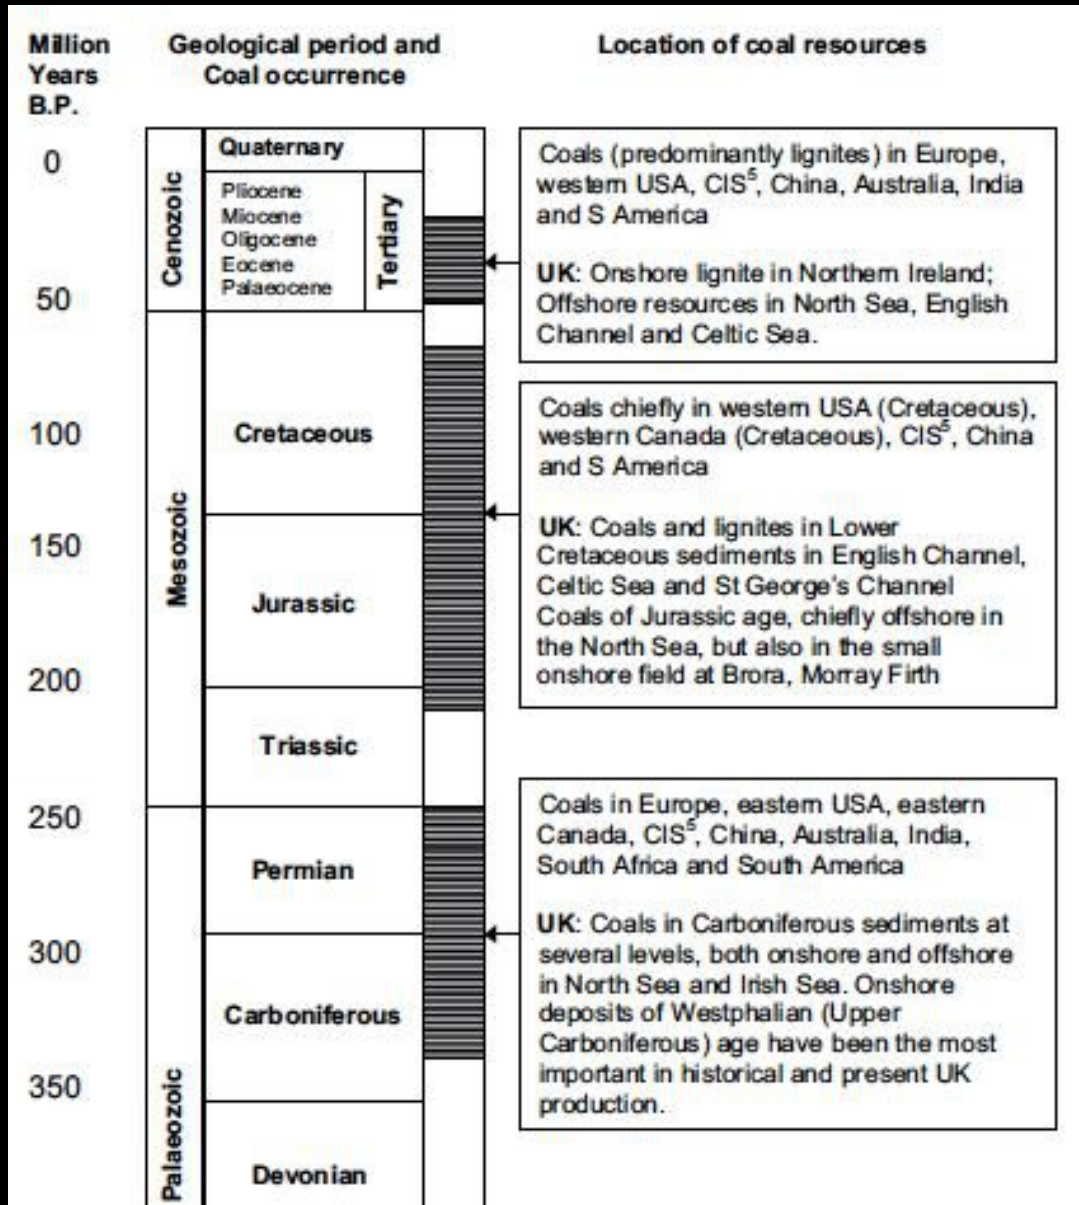 Million
Years
B.P.
Geological period and
Coal occurrence
Location of coal resources
0
50
100
150
200
250
300
350
Cenozoic
Mesozoic
Palaeozoic
Quaternary
Pliocene
Miocene
Oligocene
Eocene
Palaeocene
Tertiary
Cretaceous
Jurassic
Triassic
Permian
Carboniferous
Devonian
Coals (predominantly lignites) in Europe,
western USA, CIS⁵, China, Australia, India
and S America
UK: Onshore lignite in Northern Ireland;
Offshore resources in North Sea, English
Channel and Celtic Sea.
Coals chiefly in western USA (Cretaceous),
western Canada (Cretaceous), CIS⁵, China
and S America
UK: Coals and lignites in Lower
Cretaceous sediments in English Channel,
Celtic Sea and St George's Channel
Coals of Jurassic age, chiefly offshore in
the North Sea, but also in the small
onshore field at Brora, Morray Firth
Coals in Europe, eastern USA, eastern
Canada, CIS⁵, China, Australia, India,
South Africa and South America
UK: Coals in Carboniferous sediments at
several levels, both onshore and offshore
in North Sea and Irish Sea. Onshore
deposits of Westphalian (Upper
Carboniferous) age have been the most
important in historical and present UK
production.